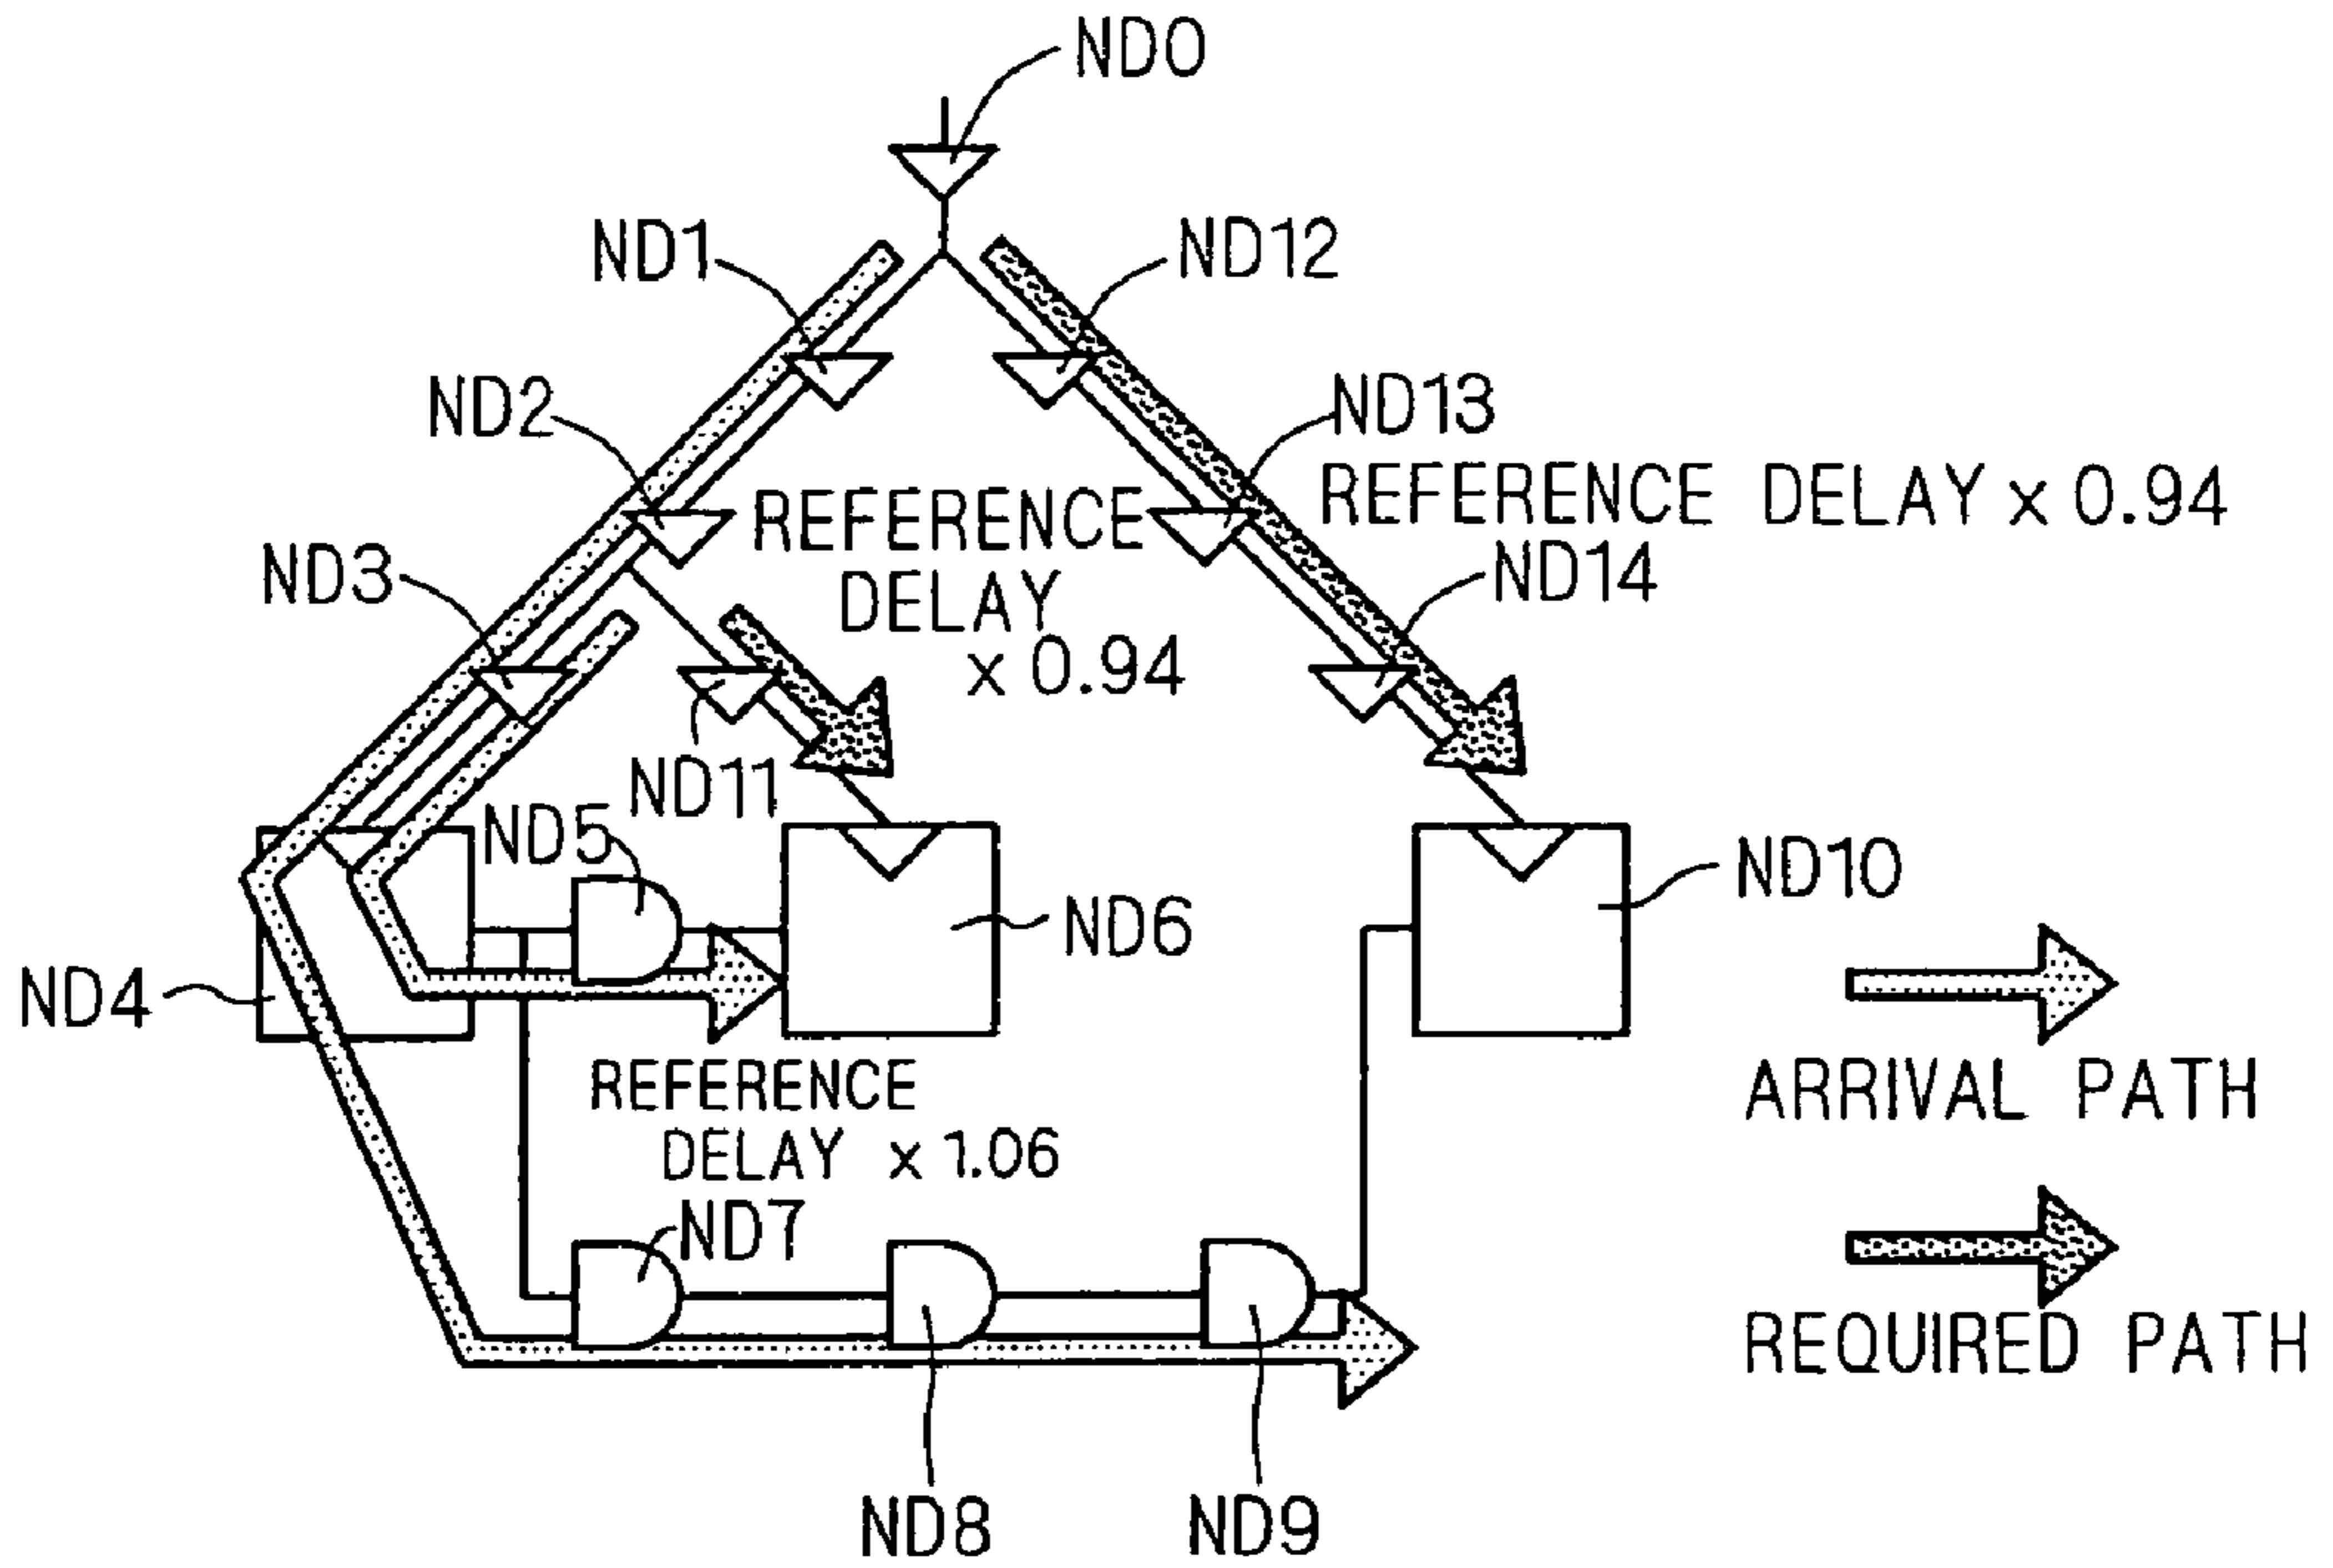 ND0
ND1
ND12
ND2
ND13
REFERENCE
DELAY
x 0.94
REFERENCE DELAY x 0.94
ND3
ND14
ND11
ND5
ND6
ND10
ND4
REFERENCE
DELAY x 1.06
ARRIVAL PATH
ND7
REQUIRED PATH
ND8
ND9